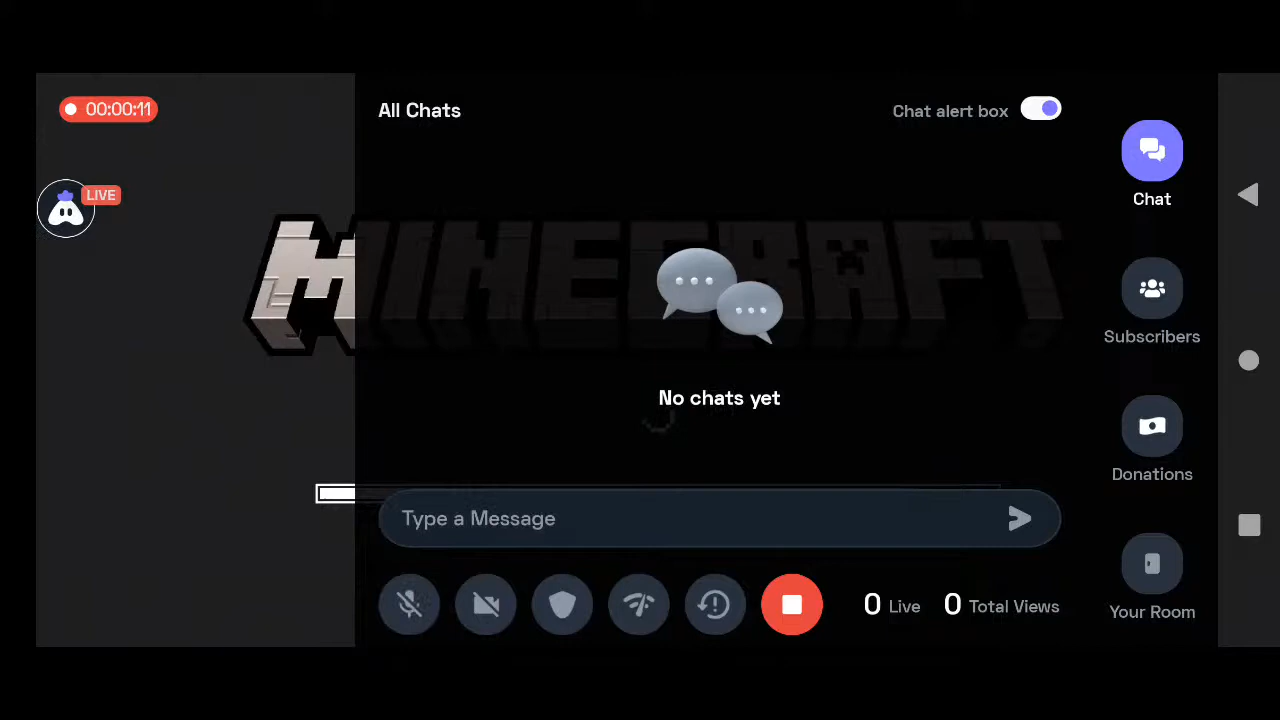 00:00:11
All Chats
Chat alert box
LIVE
Chat
MINECRAFT
Subscribers
No chats yet
Donations
Type a Message
0 Live
0 Total Views
Your Room